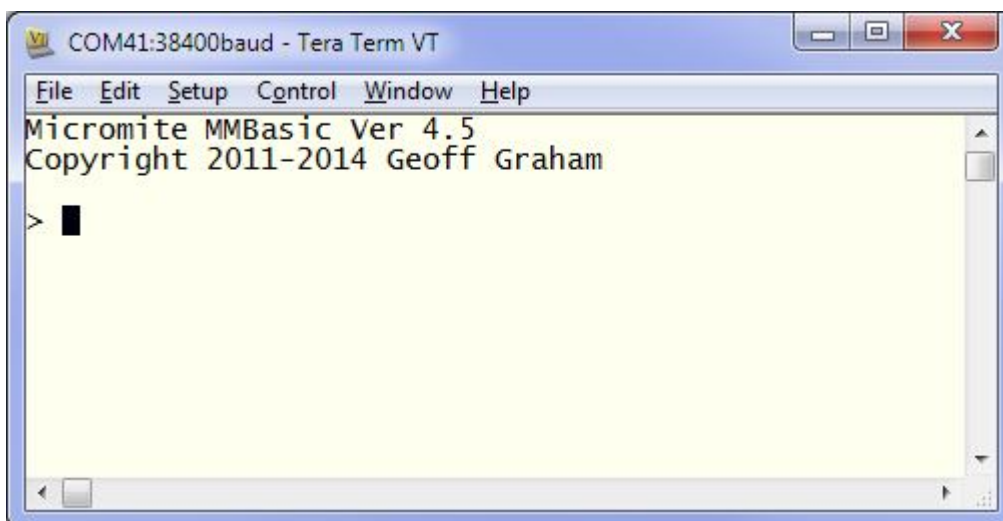 COM41:38400baud - Tera Term VT
File Edit Setup Control Window Help
Micromite MMBasic Ver 4.5
Copyright 2011-2014 Geoff Graham
>